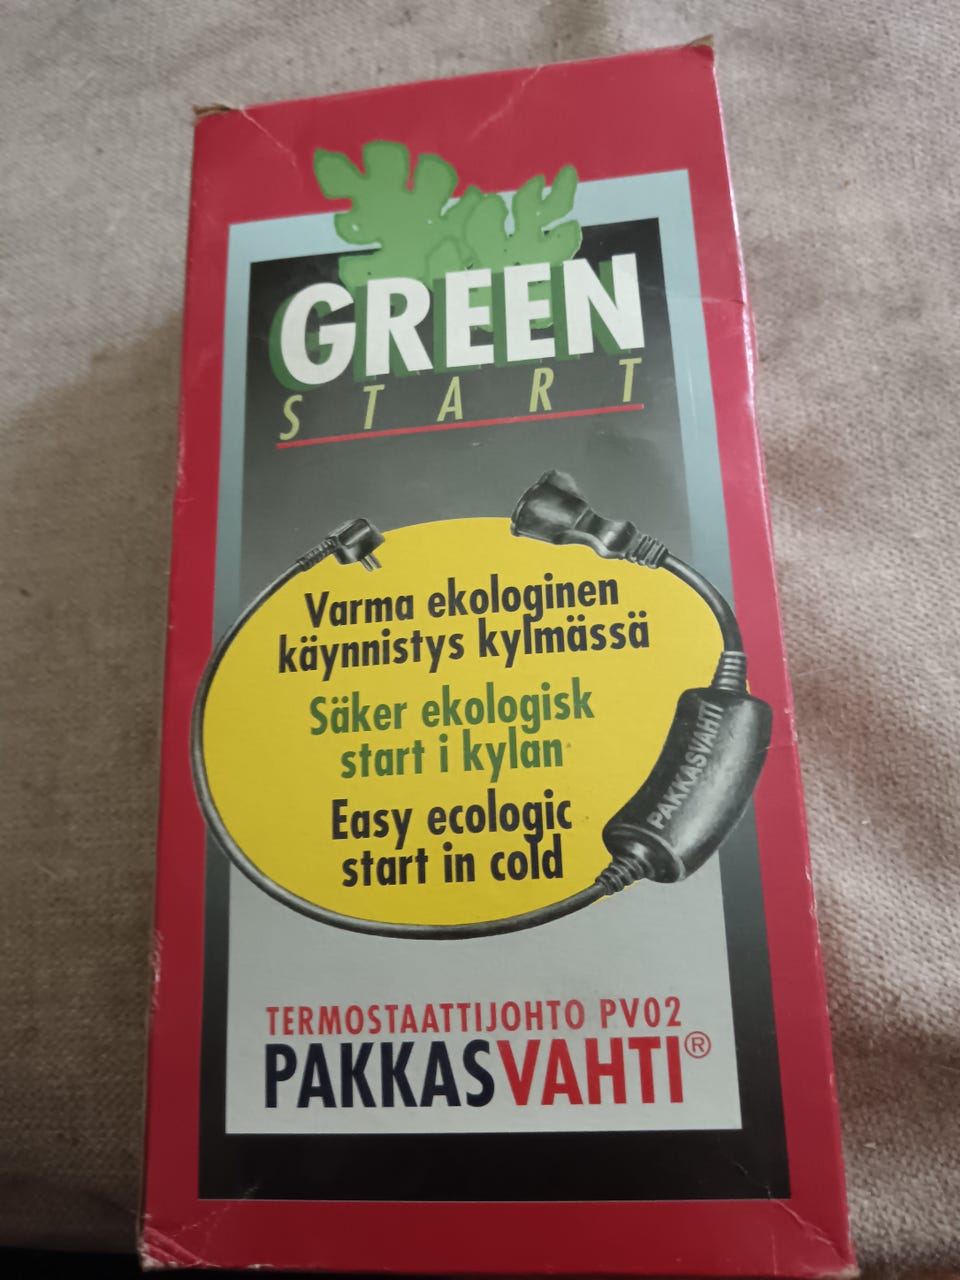 GREEN
START
Varma ekologinen
käynnistys kylmässä
Säker ekologisk
start i kylan
Easy ecologic
start in cold
PAKKASVAHTI
TERMOSTAATTIJOHTO PV02
PAKKASVAHTI®